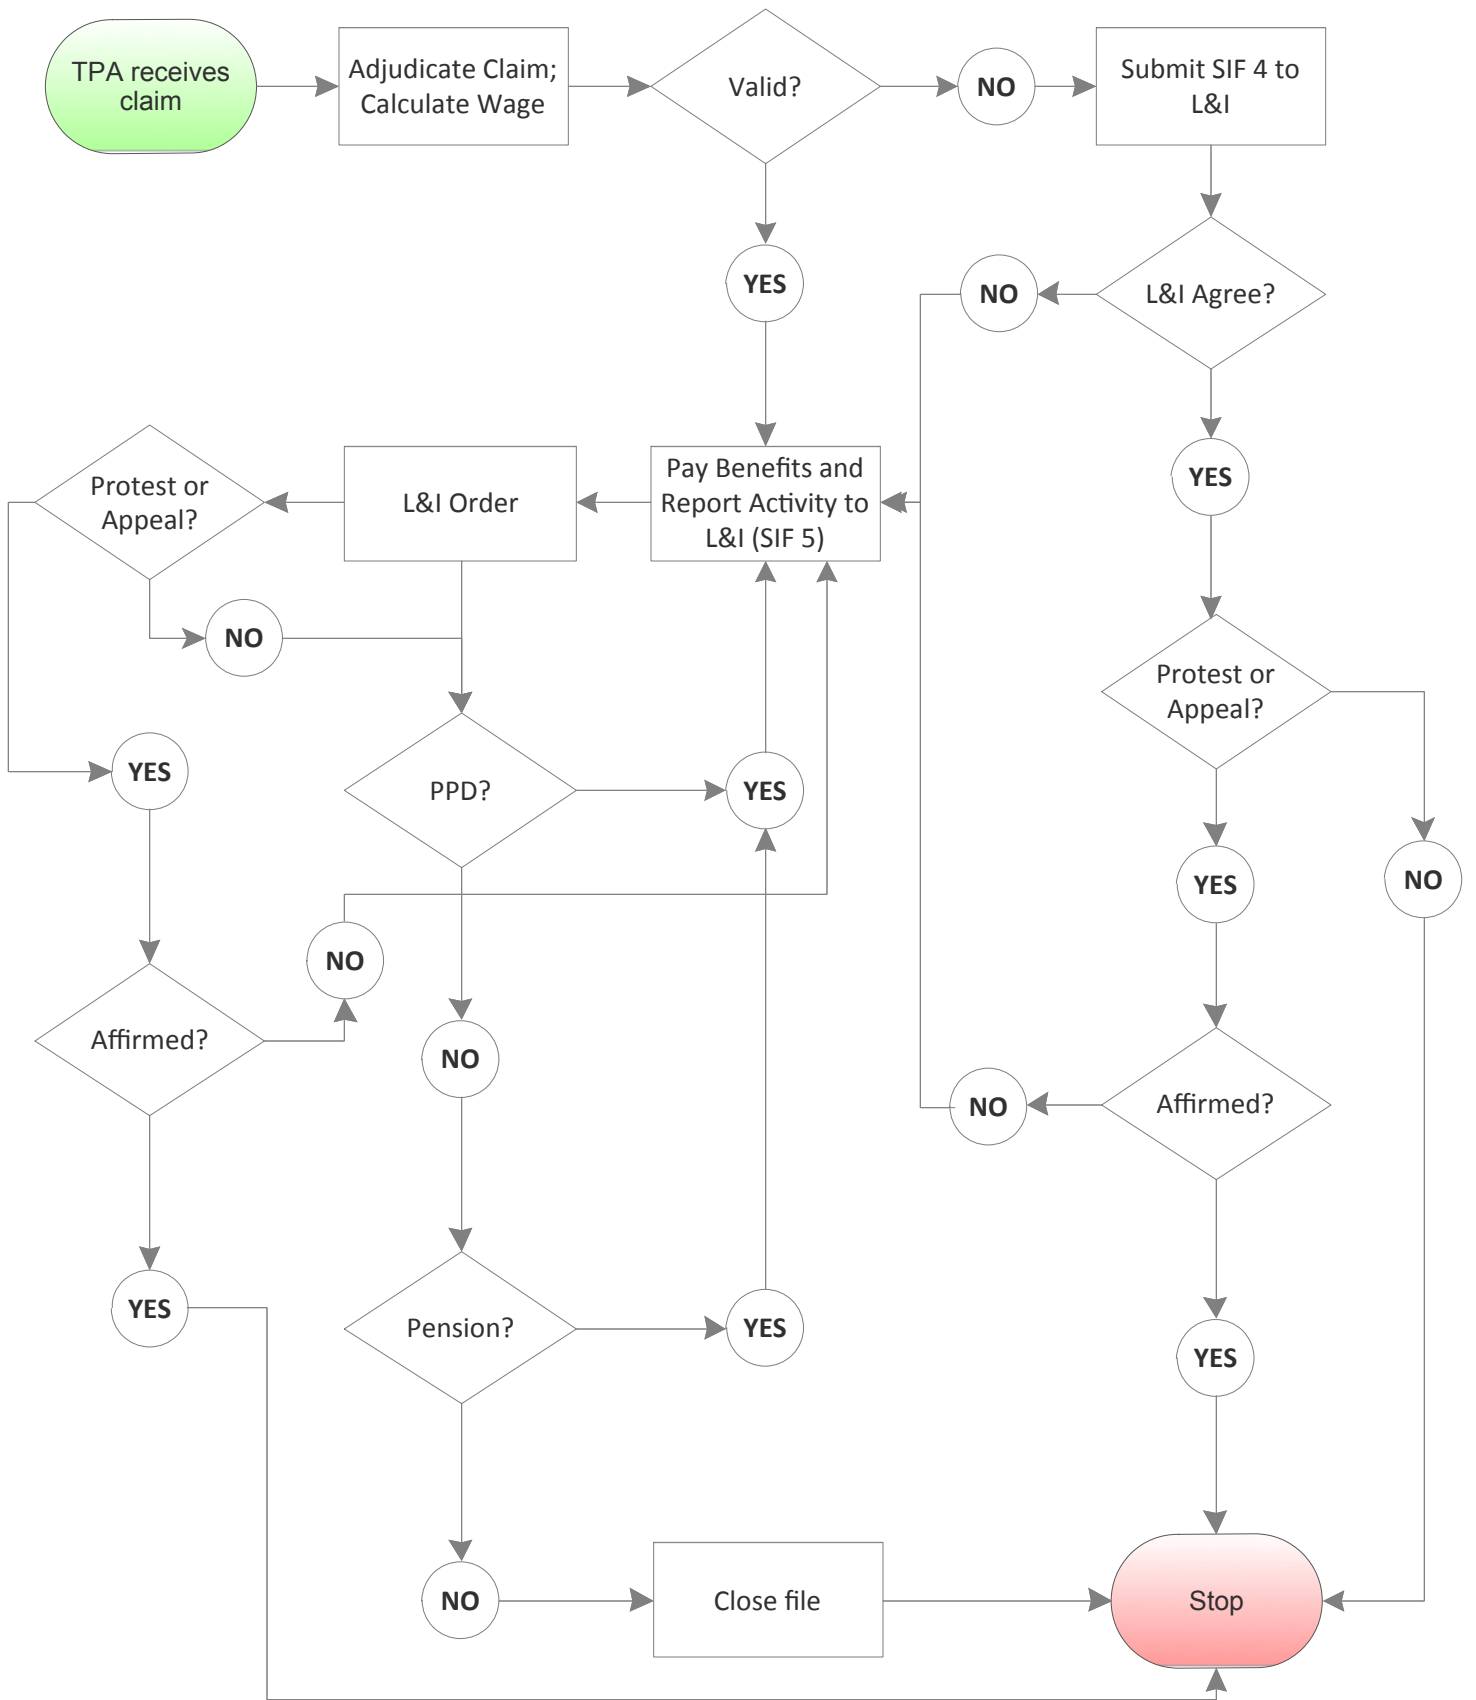 TPA receives
claim
Adjudicate Claim;
Calculate Wage
Valid?
NO
Submit SIF 4 to
L&I
YES
NO
L&I Agree?
YES
Protest or
Appeal?
L&I Order
Pay Benefits and
Report Activity to
L&I (SIF 5)
NO
Protest or
Appeal?
YES
PPD?
YES
YES
NO
NO
Affirmed?
NO
NO
Affirmed?
YES
Pension?
YES
YES
NO
Close file
Stop